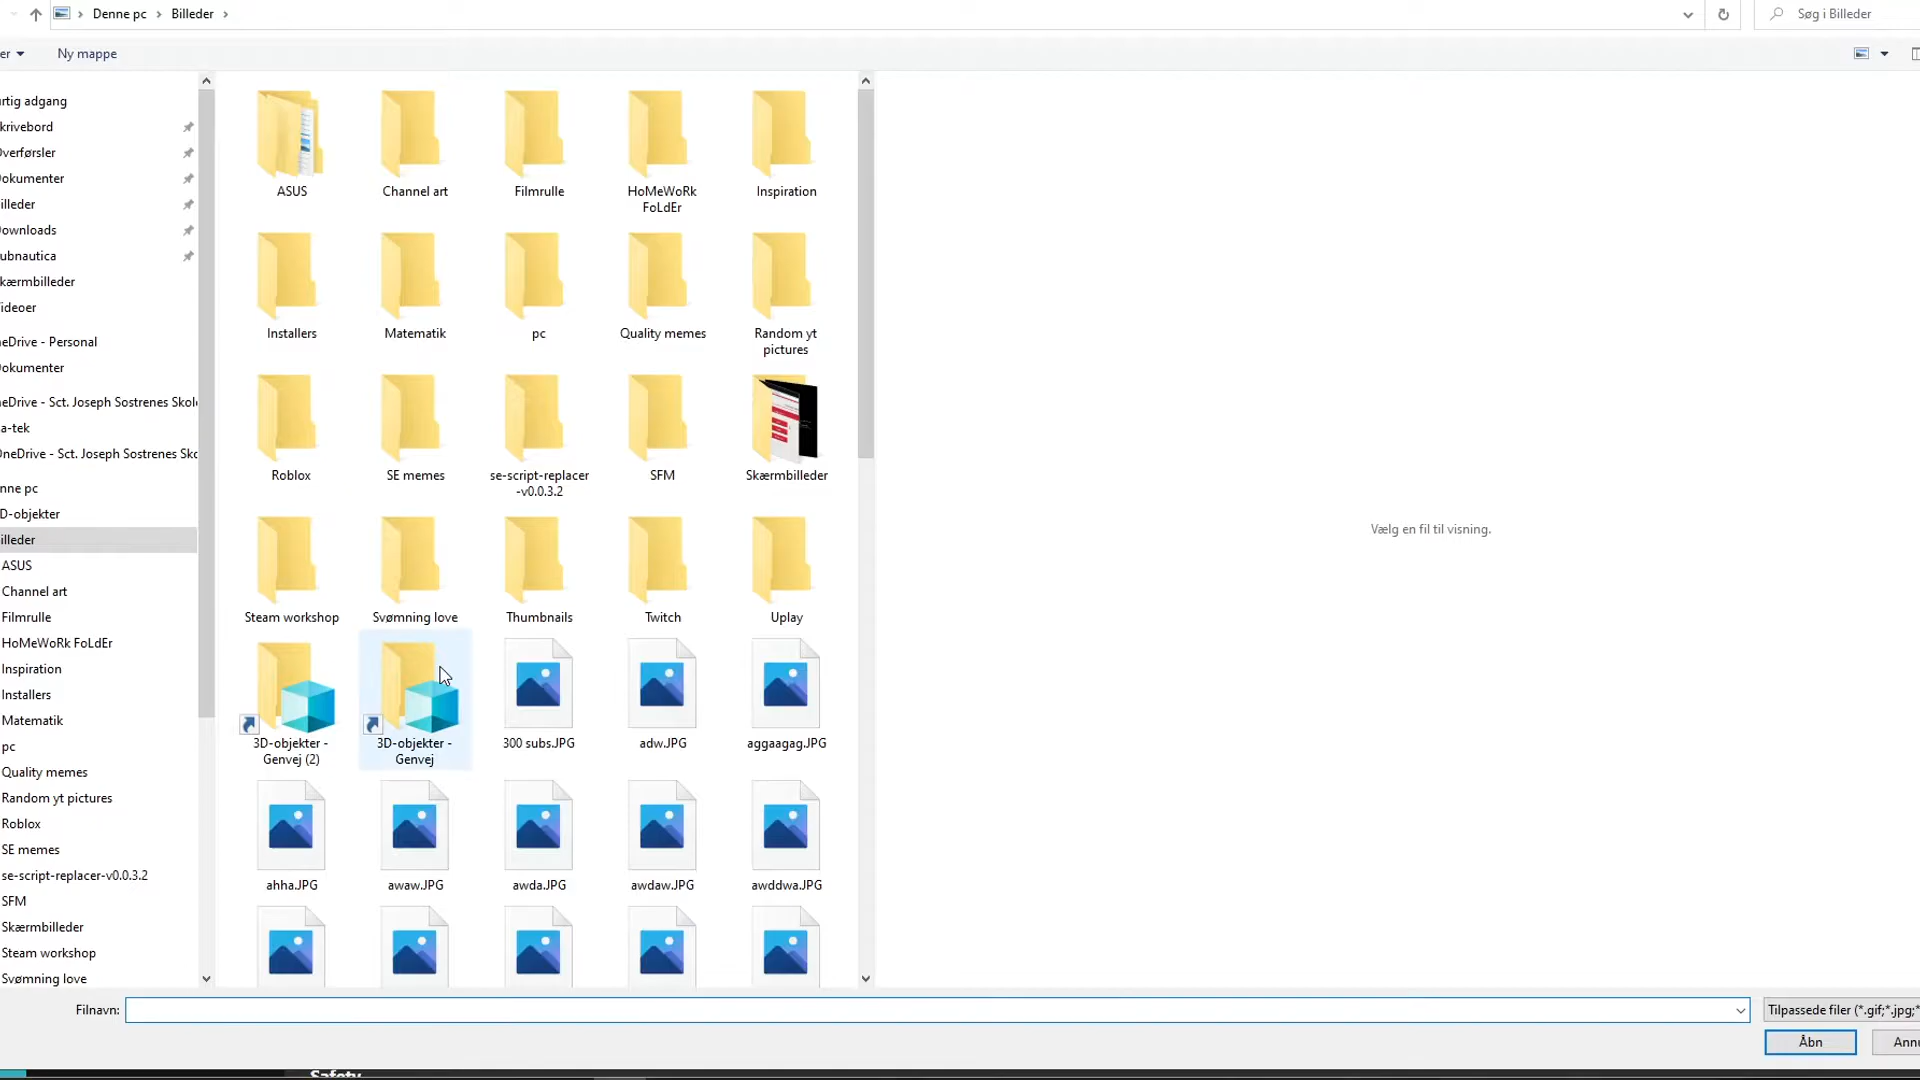 Denne pc
Billeder
Søg i Billeder
er
Ny mappe
rtig adgang
krivebord
verførsler
okumenter
illeder
ownloads
ubnautica
kærmbilleder
ideoer
neDrive - Personal
okumenter
neDrive - Sct. Joseph Sostrenes Skol
a-tek
OneDrive - Sct. Joseph Sostrenes Sko
nne pc
D-objekter
illeder
ASUS
Channel art
Filmrulle
HoMeWoRk FoLdEr
Inspiration
Installers
Matematik
pc
Quality memes
Random yt pictures
Roblox
SE memes
se-script-replacer-v0.0.3.2
SFM
Skærmbilleder
Steam workshop
Svømning love
ASUS
Channel art
Filmrulle
HoMeWoRk
FoLdEr
Inspiration
Installers
Matematik
pc
Quality memes
Random yt
pictures
Roblox
SE memes
se-script-replacer
-v0.0.3.2
SFM
Skærmbilleder
Steam workshop
Svømning love
Thumbnails
Twitch
Uplay
3D-objekter -
Genvej (2)
3D-objekter -
Genvej
300 subs.JPG
adw.JPG
aggaagag.JPG
ahha.JPG
awaw.JPG
awda.JPG
awdaw.JPG
awddwa.JPG
Vælg en fil til visning.
Filnavn:
Tilpassede filer (*.gif;*.jpg;*
Åbn
Annu
Safety